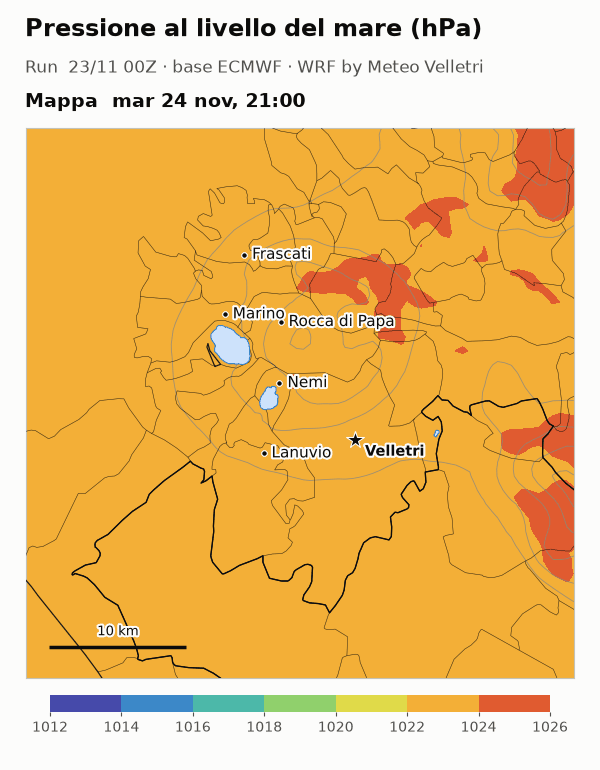 Pressione al livello del mare (hPa)
Run  23/11 00Z · base ECMWF · WRF by Meteo Velletri
Mappa  mar 24 nov, 21:00
Frascati
Marino
Rocca di Papa
Nemi
Velletri
Lanuvio
10 km
1012 1014 1016 1018 1020 1022 1024 1026